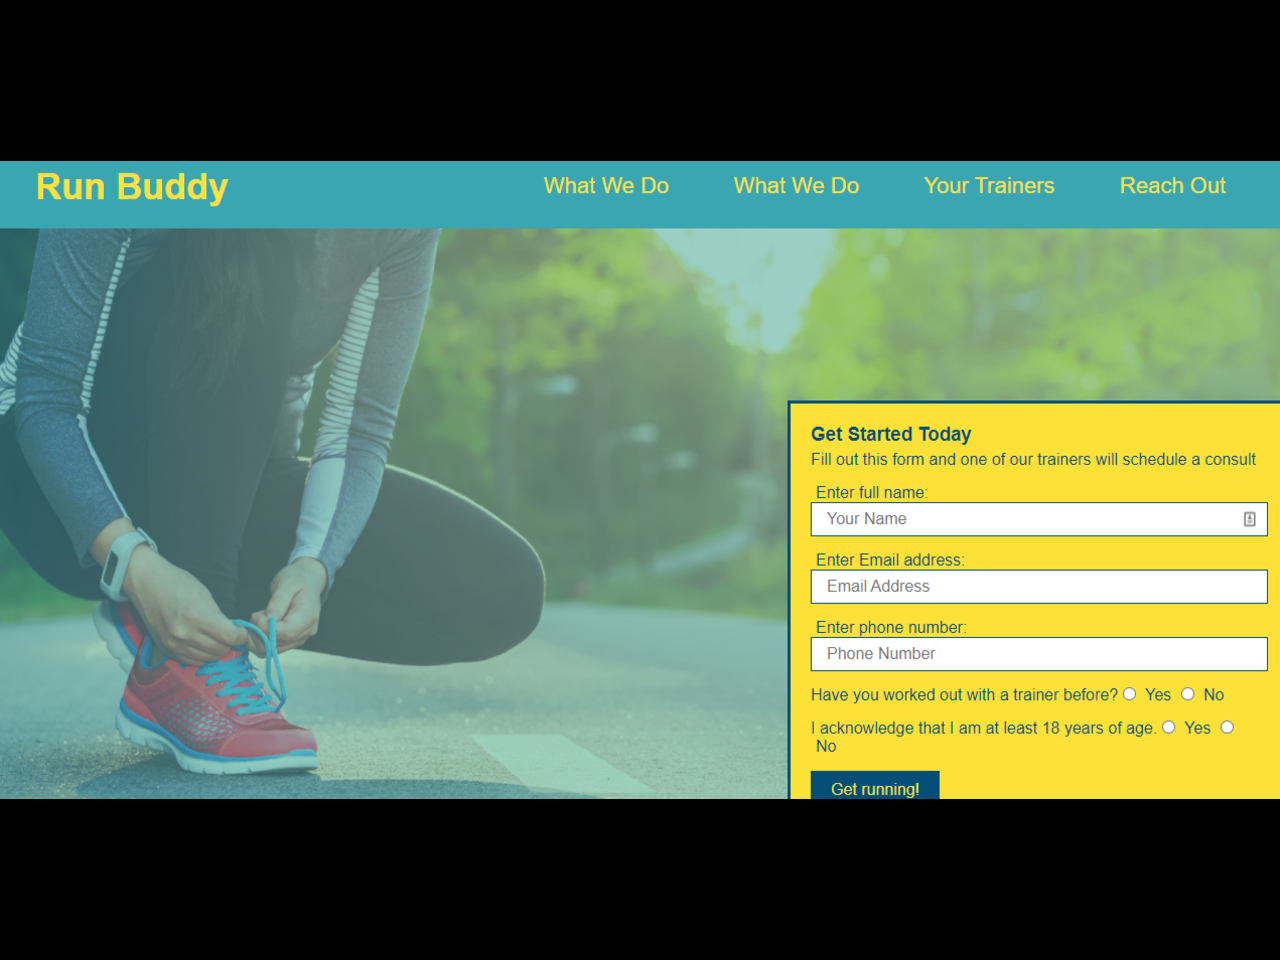 Run Buddy
What We Do
What We Do
Your Trainers
Reach Out
Get Started Today
Fill out this form and one of our trainers will schedule a consult
Enter full name:
Your Name
Enter Email address:
Email Address
Enter phone number:
Phone Number
Have you worked out with a trainer before? Yes No
I acknowledge that I am at least 18 years of age. Yes
No
Get running!